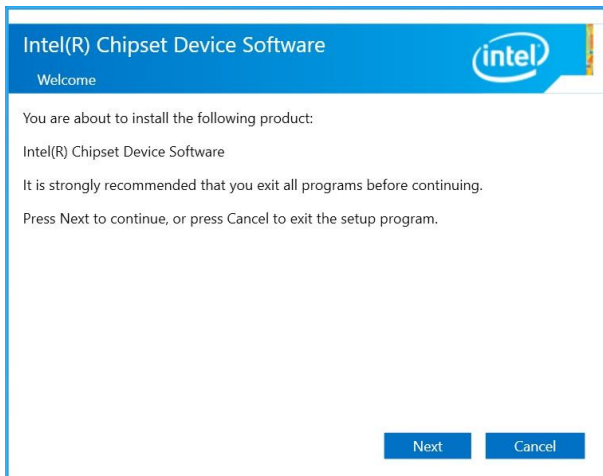 Intel(R) Chipset Device Software
intel
Welcome
You are about to install the following product:
Intel(R) Chipset Device Software
It is strongly recommended that you exit all programs before continuing.
Press Next to continue, or press Cancel to exit the setup program.
Next
Cancel